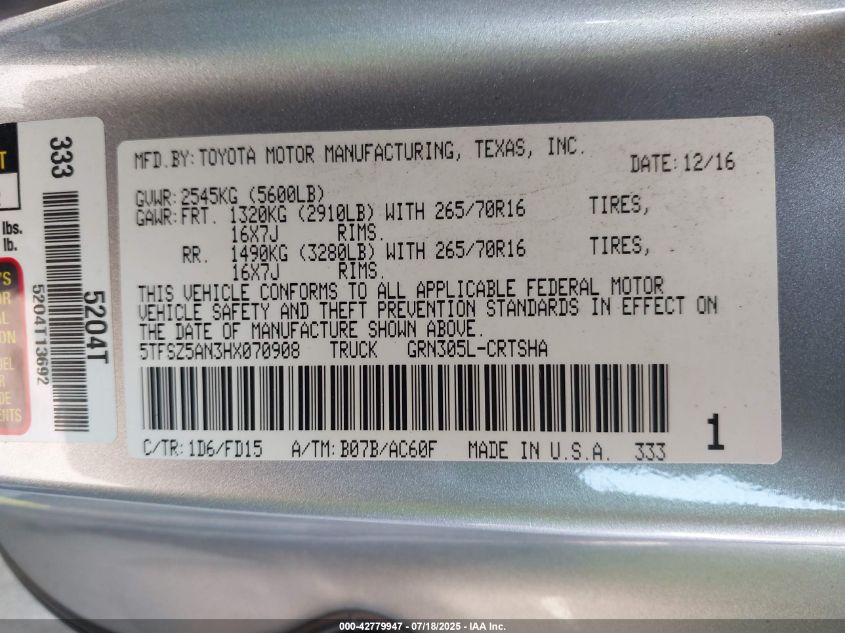 MFD.BY: TOYOTA MOTOR MANUFACTURING, TEXAS, INC. DATE: 12/16
GVWR: 2545KG (5600LB)
GAWR: FRT. 1320KG (2910LB) WITH 265/70R16 TIRES,
16X7J RIMS.
RR. 1490KG (3280LB) WITH 265/70R16 TIRES,
16X7J RIMS.
THIS VEHICLE CONFORMS TO ALL APPLICABLE FEDERAL MOTOR
VEHICLE SAFETY AND THEFT PREVENTION STANDARDS IN EFFECT ON
THE DATE OF MANUFACTURE SHOWN ABOVE.
5TFSZ5AN3HX070908 TRUCK GRN305L-CRTSHA
C/TR: 1D6/FD15 A/TM: B07B/AC60F MADE IN U.S.A. 333
1
333
5204T
5204T13692
lbs.
lb.
000-42779947 - 07/18/2025 - IAA Inc.